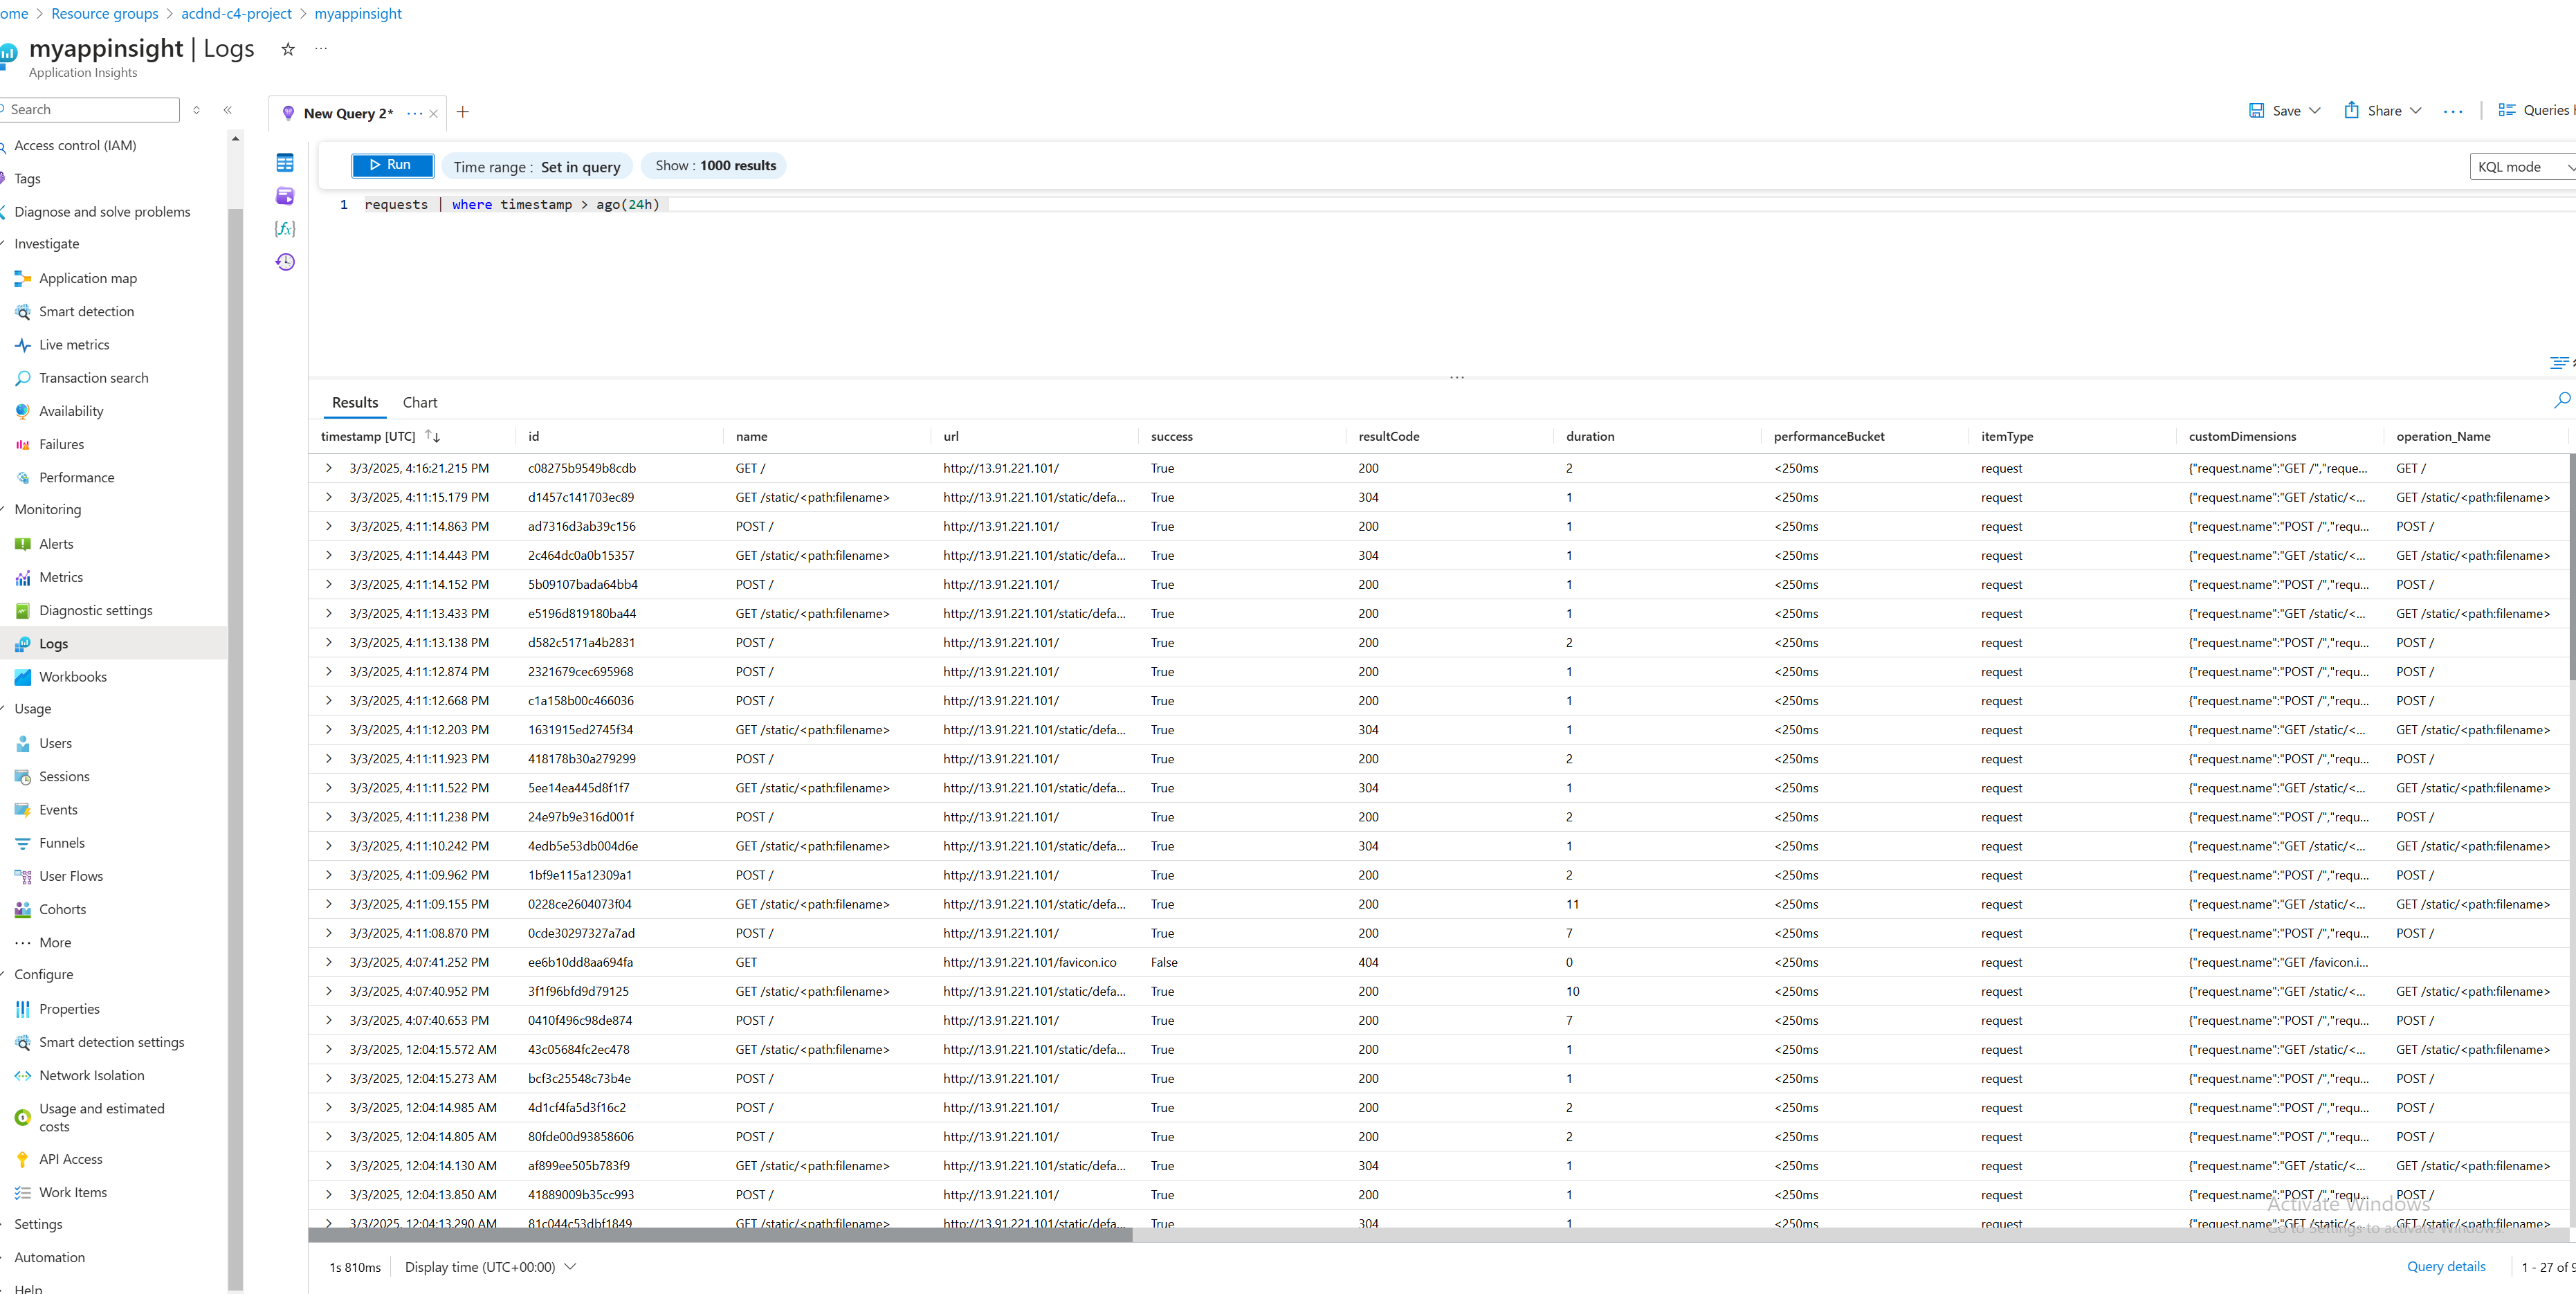 ome > Resource groups > acdnd-c4-project > myappinsight
myappinsight | Logs
Application Insights
Search
Access control (IAM)
Tags
Diagnose and solve problems
Investigate
Application map
Smart detection
Live metrics
Transaction search
Availability
Failures
Performance
Monitoring
Alerts
Metrics
Diagnostic settings
Logs
Workbooks
Usage
Users
Sessions
Events
Funnels
User Flows
Cohorts
More
Configure
Properties
Smart detection settings
Network Isolation
Usage and estimated
costs
API Access
Work Items
Settings
Automation
Help
New Query 2*
Save Share Queries
Run Time range : Set in query Show : 1000 results KQL mode
1 requests | where timestamp > ago(24h)
Results Chart
timestamp [UTC] id name url success resultCode duration performanceBucket itemType customDimensions operation_Name
3/3/2025, 4:16:21.215 PM c08275b9549b8cdb GET / http://13.91.221.101/ True 200 2 <250ms request {"request.name":"GET /","reque... GET /
3/3/2025, 4:11:15.179 PM d1457c141703ec89 GET /static/<path:filename> http://13.91.221.101/static/defa... True 304 1 <250ms request {"request.name":"GET /static/<... GET /static/<path:filename>
3/3/2025, 4:11:14.863 PM ad7316d3ab39c156 POST / http://13.91.221.101/ True 200 1 <250ms request {"request.name":"POST /","requ... POST /
3/3/2025, 4:11:14.443 PM 2c464dc0a0b15357 GET /static/<path:filename> http://13.91.221.101/static/defa... True 304 1 <250ms request {"request.name":"GET /static/<... GET /static/<path:filename>
3/3/2025, 4:11:14.152 PM 5b09107bada64bb4 POST / http://13.91.221.101/ True 200 1 <250ms request {"request.name":"POST /","requ... POST /
3/3/2025, 4:11:13.433 PM e5196d819180ba44 GET /static/<path:filename> http://13.91.221.101/static/defa... True 200 1 <250ms request {"request.name":"GET /static/<... GET /static/<path:filename>
3/3/2025, 4:11:13.138 PM d582c5171a4b2831 POST / http://13.91.221.101/ True 200 2 <250ms request {"request.name":"POST /","requ... POST /
3/3/2025, 4:11:12.874 PM 2321679cec695968 POST / http://13.91.221.101/ True 200 1 <250ms request {"request.name":"POST /","requ... POST /
3/3/2025, 4:11:12.668 PM c1a158b00c466036 POST / http://13.91.221.101/ True 200 1 <250ms request {"request.name":"POST /","requ... POST /
3/3/2025, 4:11:12.203 PM 1631915ed2745f34 GET /static/<path:filename> http://13.91.221.101/static/defa... True 304 1 <250ms request {"request.name":"GET /static/<... GET /static/<path:filename>
3/3/2025, 4:11:11.923 PM 418178b30a279299 POST / http://13.91.221.101/ True 200 2 <250ms request {"request.name":"POST /","requ... POST /
3/3/2025, 4:11:11.522 PM 5ee14ea445d8f1f7 GET /static/<path:filename> http://13.91.221.101/static/defa... True 304 1 <250ms request {"request.name":"GET /static/<... GET /static/<path:filename>
3/3/2025, 4:11:11.238 PM 24e97b9e316d001f POST / http://13.91.221.101/ True 200 2 <250ms request {"request.name":"POST /","requ... POST /
3/3/2025, 4:11:10.242 PM 4edb5e53db004d6e GET /static/<path:filename> http://13.91.221.101/static/defa... True 304 1 <250ms request {"request.name":"GET /static/<... GET /static/<path:filename>
3/3/2025, 4:11:09.962 PM 1bf9e115a12309a1 POST / http://13.91.221.101/ True 200 2 <250ms request {"request.name":"POST /","requ... POST /
3/3/2025, 4:11:09.155 PM 0228ce2604073f04 GET /static/<path:filename> http://13.91.221.101/static/defa... True 200 11 <250ms request {"request.name":"GET /static/<... GET /static/<path:filename>
3/3/2025, 4:11:08.870 PM 0cde30297327a7ad POST / http://13.91.221.101/ True 200 7 <250ms request {"request.name":"POST /","requ... POST /
3/3/2025, 4:07:41.252 PM ee6b10dd8aa694fa GET http://13.91.221.101/favicon.ico False 404 0 <250ms request {"request.name":"GET /favicon.i...
3/3/2025, 4:07:40.952 PM 3f1f96bfd9d79125 GET /static/<path:filename> http://13.91.221.101/static/defa... True 200 10 <250ms request {"request.name":"GET /static/<... GET /static/<path:filename>
3/3/2025, 4:07:40.653 PM 0410f496c98de874 POST / http://13.91.221.101/ True 200 7 <250ms request {"request.name":"POST /","requ... POST /
3/3/2025, 12:04:15.572 AM 43c05684fc2ec478 GET /static/<path:filename> http://13.91.221.101/static/defa... True 200 1 <250ms request {"request.name":"GET /static/<... GET /static/<path:filename>
3/3/2025, 12:04:15.273 AM bcf3c25548c73b4e POST / http://13.91.221.101/ True 200 1 <250ms request {"request.name":"POST /","requ... POST /
3/3/2025, 12:04:14.985 AM 4d1cf4fa5d3f16c2 POST / http://13.91.221.101/ True 200 2 <250ms request {"request.name":"POST /","requ... POST /
3/3/2025, 12:04:14.805 AM 80fde00d93858606 POST / http://13.91.221.101/ True 200 2 <250ms request {"request.name":"POST /","requ... POST /
3/3/2025, 12:04:14.130 AM af899ee505b783f9 GET /static/<path:filename> http://13.91.221.101/static/defa... True 304 1 <250ms request {"request.name":"GET /static/<... GET /static/<path:filename>
3/3/2025, 12:04:13.850 AM 41889009b35cc993 POST / http://13.91.221.101/ True 200 1 <250ms request {"request.name":"POST /","requ... POST /
3/3/2025, 12:04:13.290 AM 81c044c53dbf1849 GET /static/<path:filename> http://13.91.221.101/static/defa... True 304 1 <250ms request {"request.name":"GET /static/<... GET /static/<path:filename>
Activate Windows
Go to Settings to activate Windows.
1s 810ms Display time (UTC+00:00) Query details 1 - 27 of 9